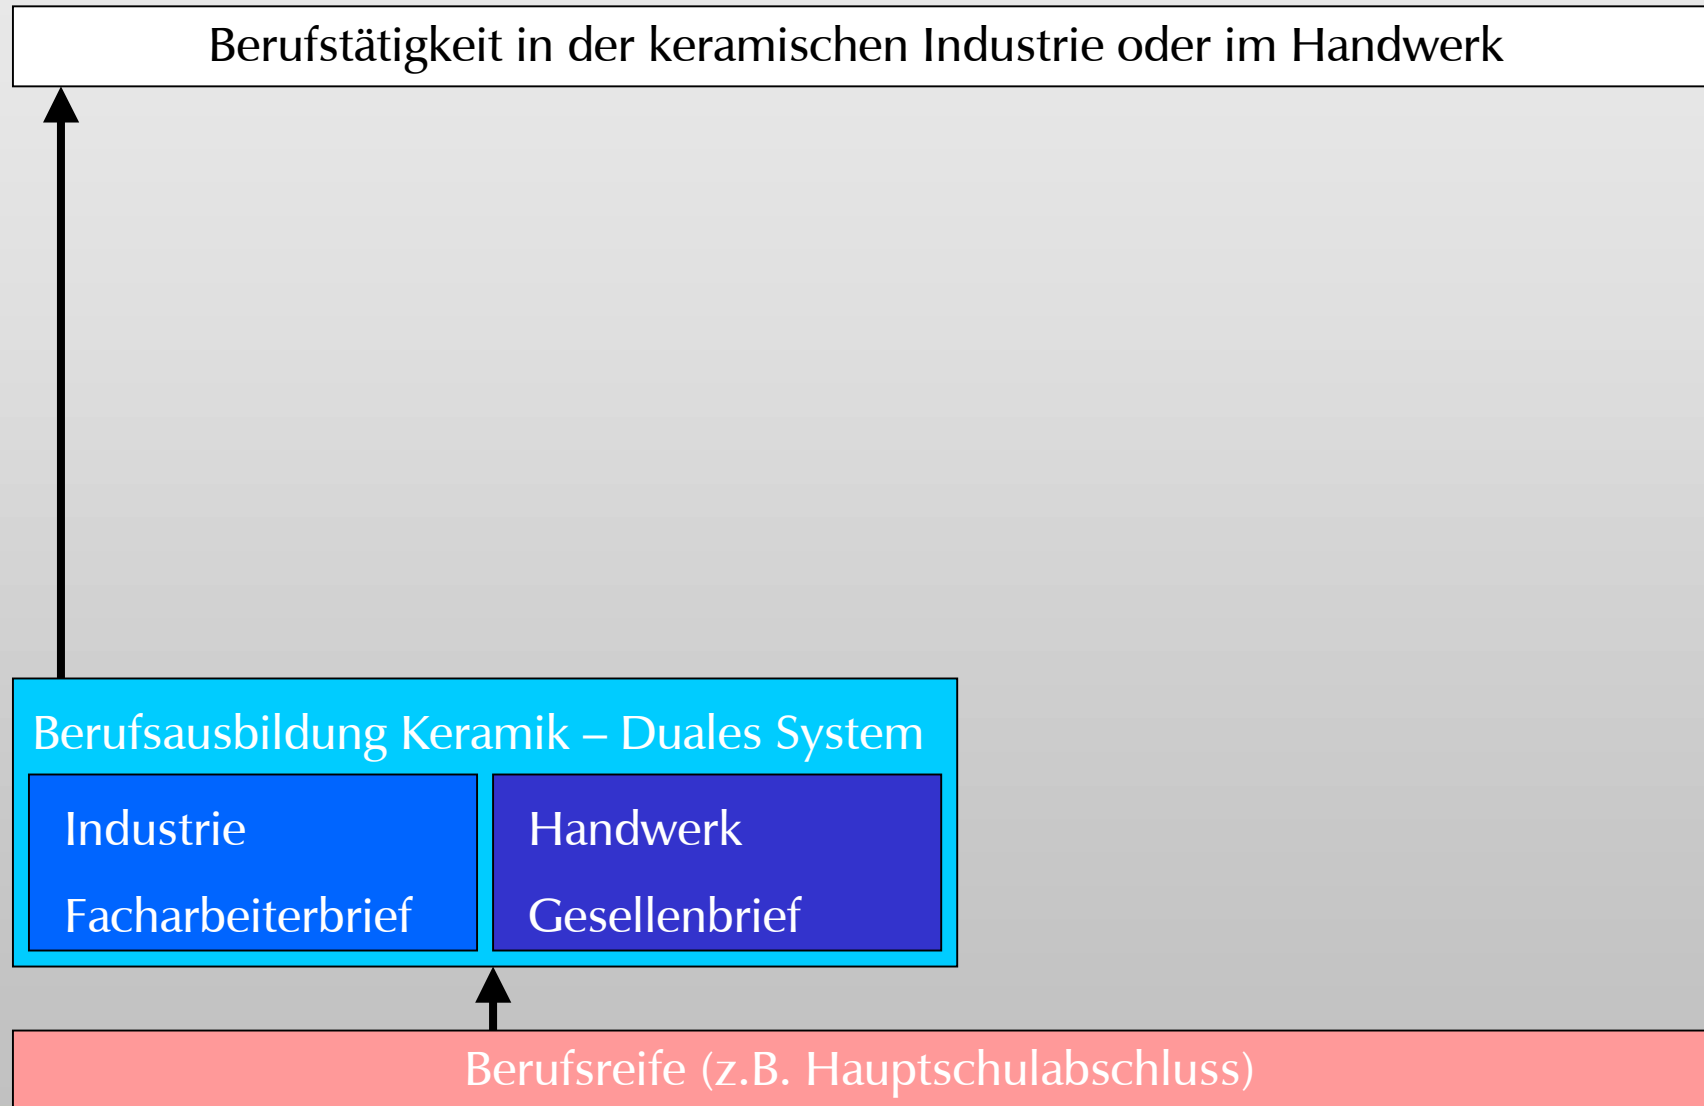 Berufstätigkeit in der keramischen Industrie oder im Handwerk
Berufsausbildung Keramik – Duales System
Industrie
Facharbeiterbrief
Handwerk
Gesellenbrief
Berufsreife (z.B. Hauptschulabschluss)